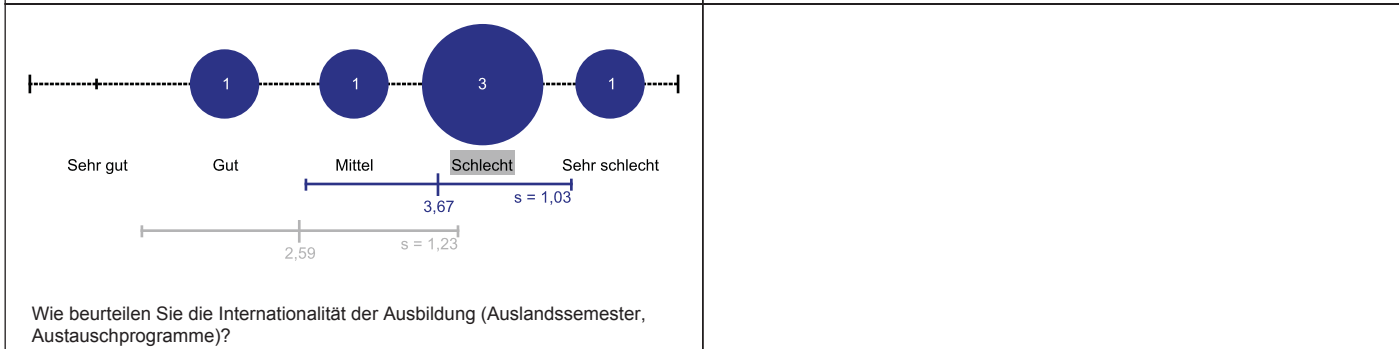 1 1 3 1
Sehr gut Gut Mittel Schlecht Sehr schlecht
3,67 s = 1,03
2,59 s = 1,23
Wie beurteilen Sie die Internationalität der Ausbildung (Auslandssemester,
Austauschprogramme)?